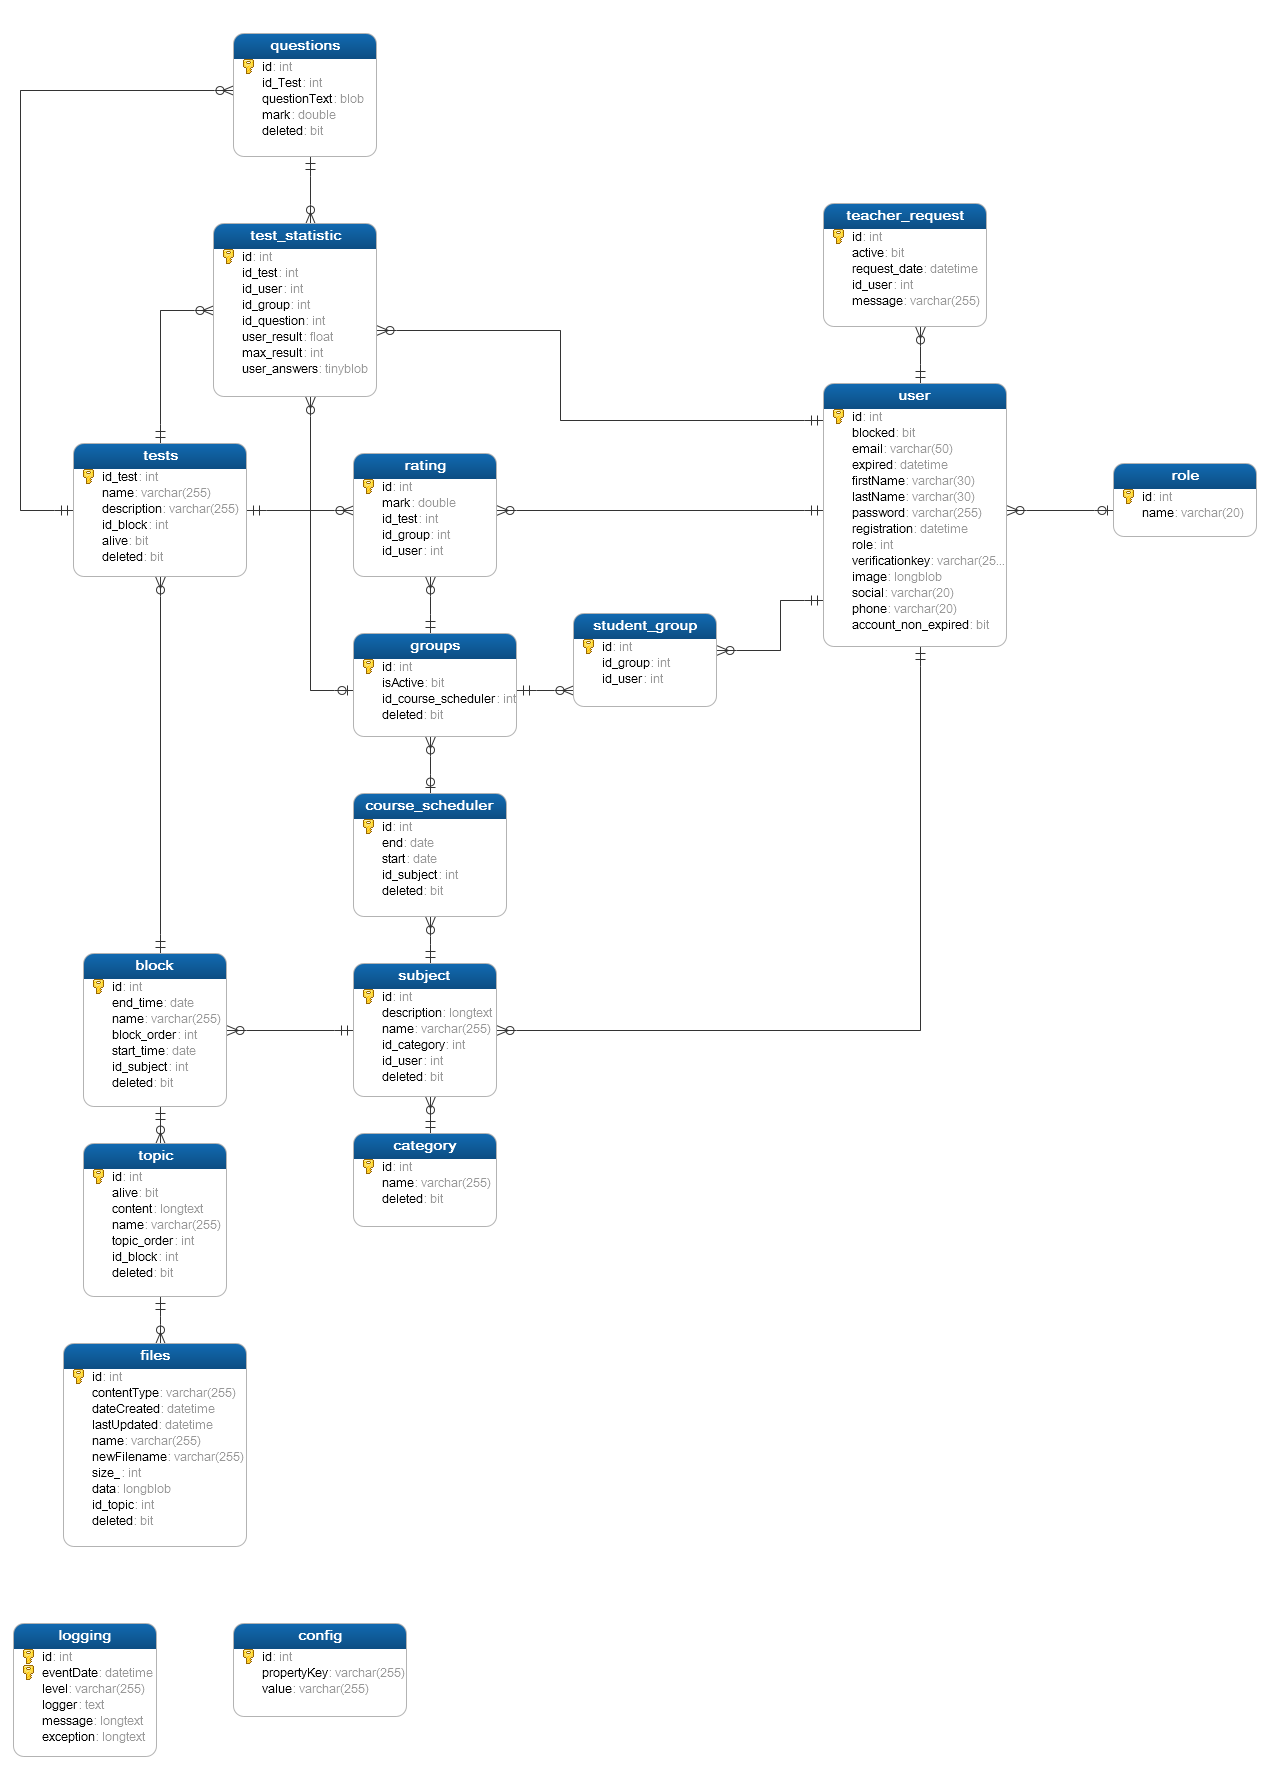 questions
id: int
id_Test: int
questionText: blob
mark: double
deleted: bit
test_statistic
id: int
id_test: int
id_user: int
id_group: int
id_question: int
user_result: float
max_result: int
user_answers: tinyblob
teacher_request
id: int
active: bit
request_date: datetime
id_user: int
message: varchar(255)
user
id: int
blocked: bit
email: varchar(50)
expired: datetime
firstName: varchar(30)
lastName: varchar(30)
password: varchar(255)
registration: datetime
role: int
verificationkey: varchar(25...
image: longblob
social: varchar(20)
phone: varchar(20)
account_non_expired: bit
role
id: int
name: varchar(20)
tests
id_test: int
name: varchar(255)
description: varchar(255)
id_block: int
alive: bit
deleted: bit
rating
id: int
mark: double
id_test: int
id_group: int
id_user: int
student_group
id: int
id_group: int
id_user: int
groups
id: int
isActive: bit
id_course_scheduler: int
deleted: bit
course_scheduler
id: int
end: date
start: date
id_subject: int
deleted: bit
block
id: int
end_time: date
name: varchar(255)
block_order: int
start_time: date
id_subject: int
deleted: bit
subject
id: int
description: longtext
name: varchar(255)
id_category: int
id_user: int
deleted: bit
category
id: int
name: varchar(255)
deleted: bit
topic
id: int
alive: bit
content: longtext
name: varchar(255)
topic_order: int
id_block: int
deleted: bit
files
id: int
contentType: varchar(255)
dateCreated: datetime
lastUpdated: datetime
name: varchar(255)
newFilename: varchar(255)
size_: int
data: longblob
id_topic: int
deleted: bit
logging
id: int
eventDate: datetime
level: varchar(255)
logger: text
message: longtext
exception: longtext
config
id: int
propertyKey: varchar(255)
value: varchar(255)